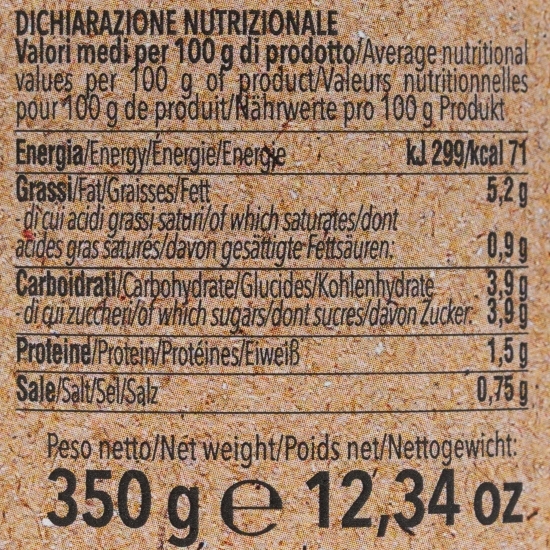 DICHIARAZIONE NUTRIZIONALE
Valori medi per 100 g di prodotto/Average nutritional
values per 100 g of product/Valeurs nutritionnelles
pour 100 g de produit/Nährwerte pro 100 g Produkt
Energia/Energy/Énergie/Energie kJ 299/kcal 71
Grassi/Fat/Graisses/Fett 5,2 g
- di cui acidi grassi saturi/of which saturates/dont
acides gras saturés/davon gesättigte Fettsäuren: 0,9 g
Carboidrati/Carbohydrate/Glucides/Kohlenhydrate 3,9 g
- di cui zuccheri/of which sugars/dont sucres/davon Zucker: 3,9 g
Proteine/Protein/Protéines/Eiweiß 1,5 g
Sale/Salt/Sel/Salz 0,75 g
Peso netto/Net weight/Poids net/Nettogewicht:
350 g ℮ 12,34 oz